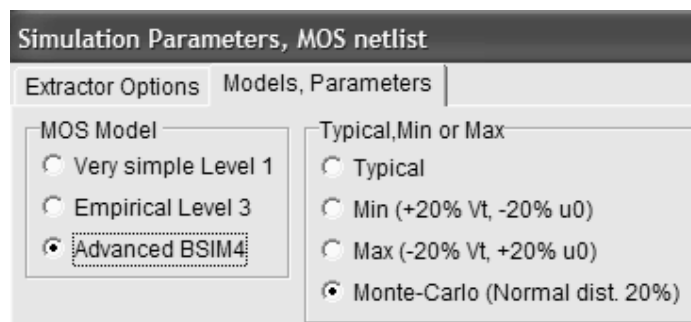 Simulation Parameters, MOS netlist
Extractor Options Models, Parameters
MOS Model
Very simple Level 1
Empirical Level 3
Advanced BSIM4
Typical,Min or Max
Typical
Min (+20% Vt, -20% u0)
Max (-20% Vt, +20% u0)
Monte-Carlo (Normal dist. 20%)